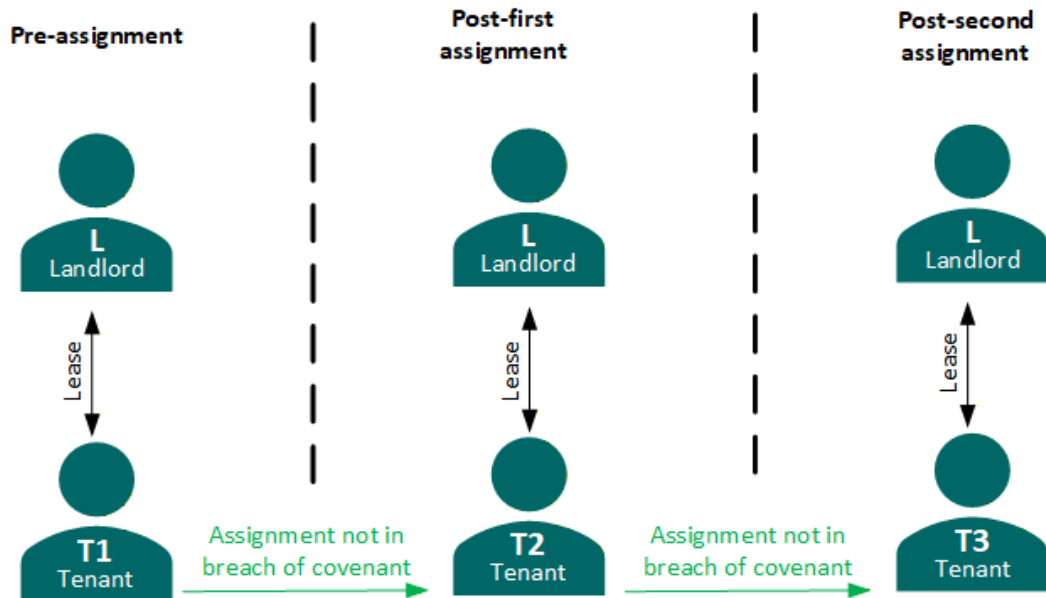 Pre-assignment
Post-first
assignment
Post-second
assignment
L
Landlord
L
Landlord
L
Landlord
Lease
Lease
Lease
T1
Tenant
Assignment not in
breach of covenant
T2
Tenant
Assignment not in
breach of covenant
T3
Tenant